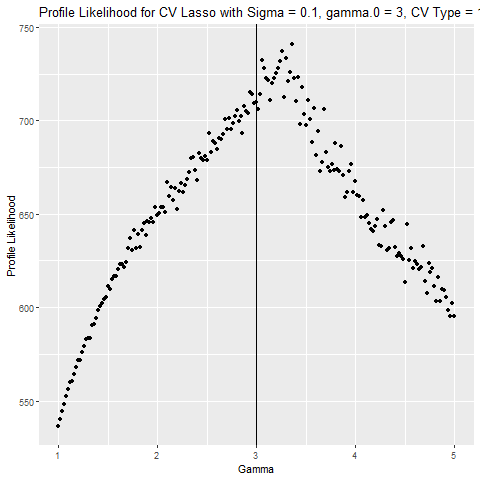 Profile Likelihood for CV Lasso with Sigma = 0.1, gamma.0 = 3, CV Type = 1
750
700
650
600
550
Profile Likelihood
1 2 3 4 5
Gamma